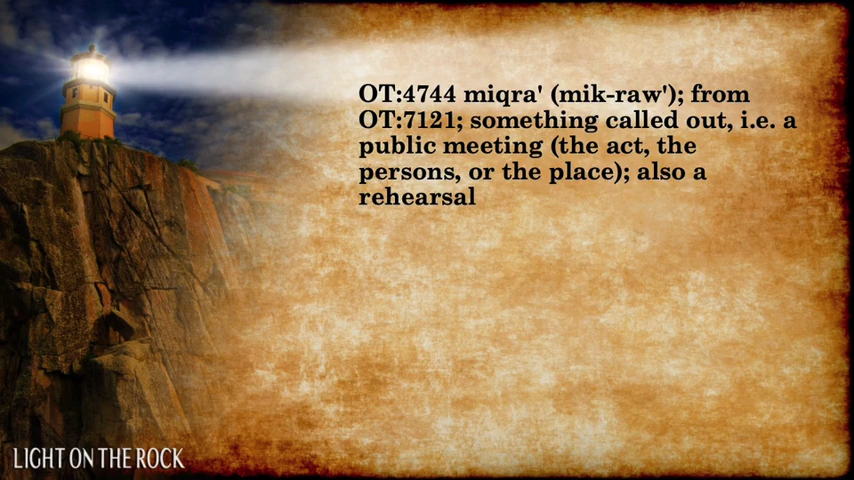 OT:4744 miqra' (mik-raw'); from
OT:7121; something called out, i.e. a
public meeting (the act, the
persons, or the place); also a
rehearsal
LIGHT ON THE ROCK